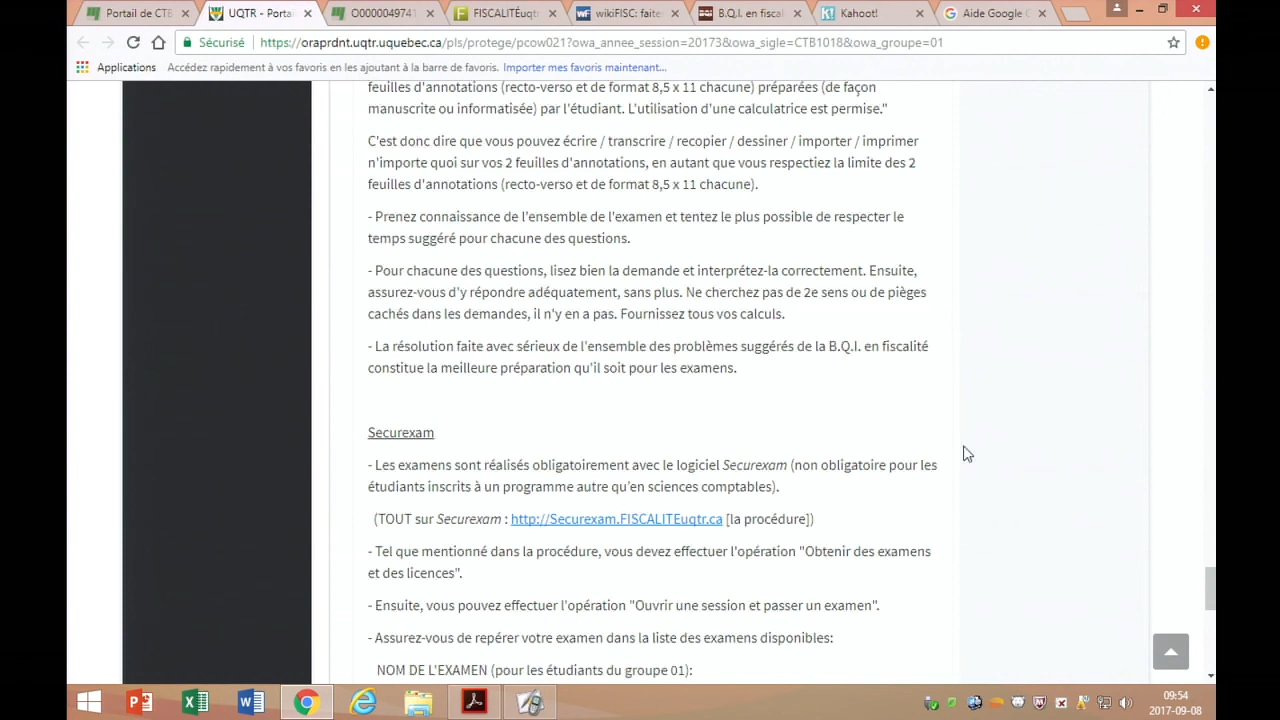 Portail de CTB
UQTR - Portai
O0000049741
FISCALITÉuqtr
wikiFISC: faite
B.Q.I. en fiscal
Kahoot!
Aide Google C
Sécurisé
https://oraprdnt.uqtr.uquebec.ca/pls/protege/pcow021?owa_annee_session=20173&owa_sigle=CTB1018&owa_groupe=01
Applications
Accédez rapidement à vos favoris en les ajoutant à la barre de favoris. Importer mes favoris maintenant...
feuilles d'annotations (recto-verso et de format 8,5 x 11 chacune) préparées (de façon
manuscrite ou informatisée) par l'étudiant. L'utilisation d'une calculatrice est permise."
C'est donc dire que vous pouvez écrire / transcrire / recopier / dessiner / importer / imprimer
n'importe quoi sur vos 2 feuilles d'annotations, en autant que vous respectiez la limite des 2
feuilles d'annotations (recto-verso et de format 8,5 x 11 chacune).
- Prenez connaissance de l'ensemble de l'examen et tentez le plus possible de respecter le
temps suggéré pour chacune des questions.
- Pour chacune des questions, lisez bien la demande et interprétez-la correctement. Ensuite,
assurez-vous d'y répondre adéquatement, sans plus. Ne cherchez pas de 2e sens ou de pièges
cachés dans les demandes, il n'y en a pas. Fournissez tous vos calculs.
- La résolution faite avec sérieux de l'ensemble des problèmes suggérés de la B.Q.I. en fiscalité
constitue la meilleure préparation qu'il soit pour les examens.
Securexam
- Les examens sont réalisés obligatoirement avec le logiciel Securexam (non obligatoire pour les
étudiants inscrits à un programme autre qu'en sciences comptables).
(TOUT sur Securexam : http://Securexam.FISCALITEuqtr.ca [la procédure])
- Tel que mentionné dans la procédure, vous devez effectuer l'opération "Obtenir des examens
et des licences".
- Ensuite, vous pouvez effectuer l'opération "Ouvrir une session et passer un examen".
- Assurez-vous de repérer votre examen dans la liste des examens disponibles:
NOM DE L'EXAMEN (pour les étudiants du groupe 01):
09:54
2017-09-08